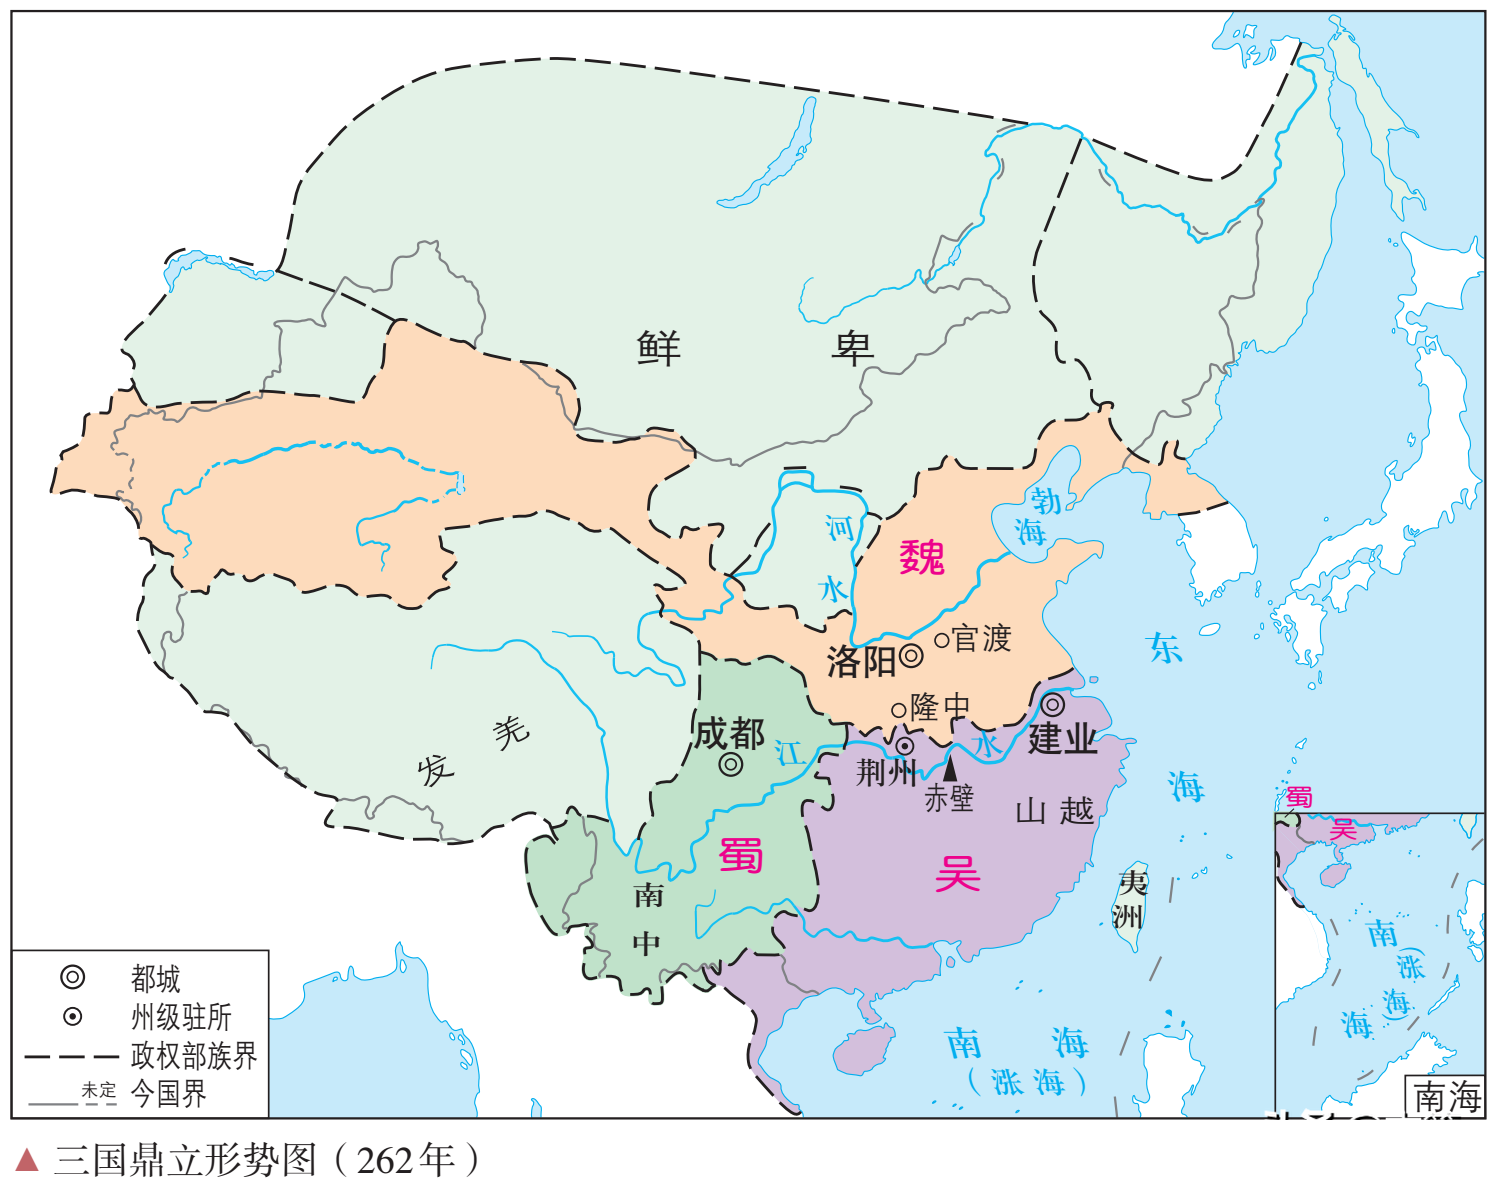 鲜 卑
勃
海
河
水
魏
官渡
洛阳
东
海
隆中
成都
江
水
建业
荆州
赤壁
山越
发 羌
蜀
吴
夷
洲
南
中
南 海
（涨海）
蜀
吴
南
海
（涨海）
南海
都城
州级驻所
政权部族界
未定
今国界
▲ 三国鼎立形势图（262年）